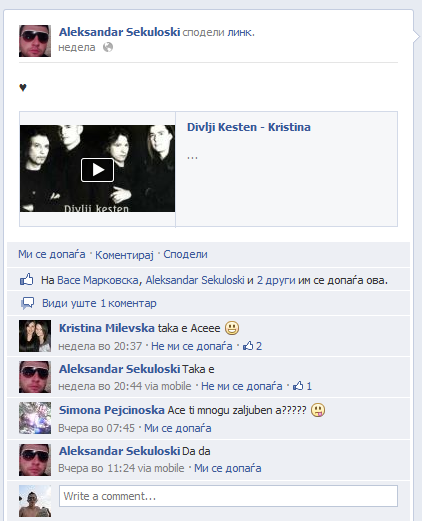 Aleksandar Sekuloski сподели линк.
недела
♥
Divlji Kesten - Kristina
...
Divlji kesten
Ми се допаѓа · Коментирај · Сподели
На Васе Марковска, Aleksandar Sekuloski и 2 други им се допаѓа ова.
Види уште 1 коментар
Kristina Milevska taka e Aceee
недела во 20:37 · Не ми се допаѓа · 2
Aleksandar Sekuloski Taka e
недела во 20:44 via mobile · Не ми се допаѓа · 1
Simona Pejcinoska Ace ti mnogu zaljuben a?????
Вчера во 07:45 · Ми се допаѓа
Aleksandar Sekuloski Da da
Вчера во 11:24 via mobile · Ми се допаѓа
Write a comment...